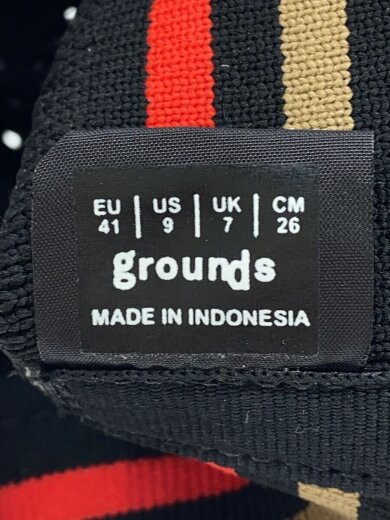 EU | US | UK | CM
41 | 9 | 7 | 26
grounds
MADE IN INDONESIA